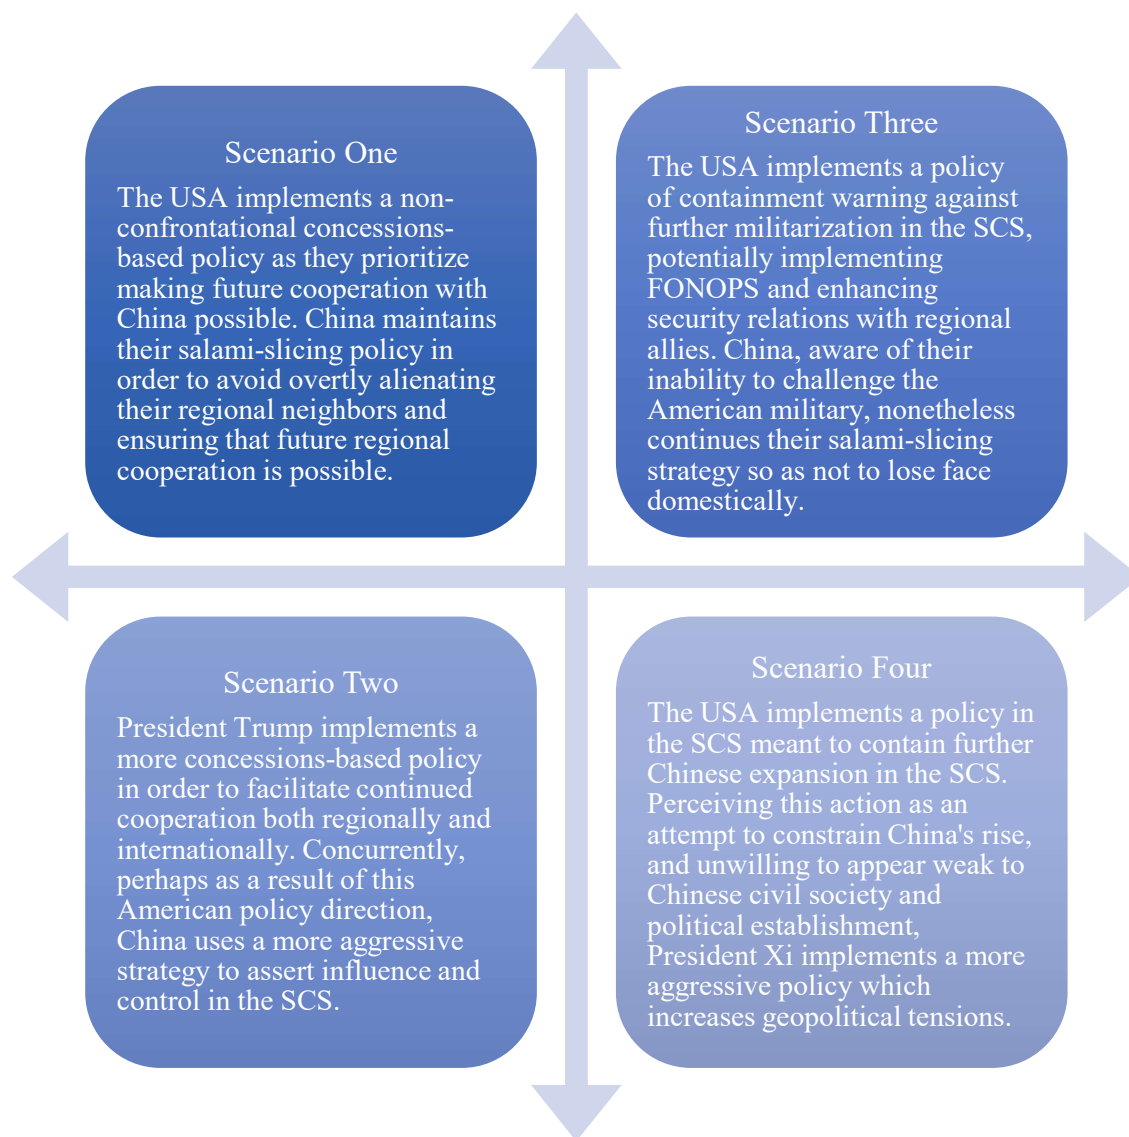 Scenario One
The USA implements a non-
confrontational concessions-
based policy as they prioritize
making future cooperation with
China possible. China maintains
their salami-slicing policy in
order to avoid overtly alienating
their regional neighbors and
ensuring that future regional
cooperation is possible.
Scenario Three
The USA implements a policy
of containment warning against
further militarization in the SCS,
potentially implementing
FONOPS and enhancing
security relations with regional
allies. China, aware of their
inability to challenge the
American military, nonetheless
continues their salami-slicing
strategy so as not to lose face
domestically.
Scenario Two
President Trump implements a
more concessions-based policy
in order to facilitate continued
cooperation both regionally and
internationally. Concurrently,
perhaps as a result of this
American policy direction,
China uses a more aggressive
strategy to assert influence and
control in the SCS.
Scenario Four
The USA implements a policy in
the SCS meant to contain further
Chinese expansion in the SCS.
Perceiving this action as an
attempt to constrain China's rise,
and unwilling to appear weak to
Chinese civil society and
political establishment,
President Xi implements a more
aggressive policy which
increases geopolitical tensions.